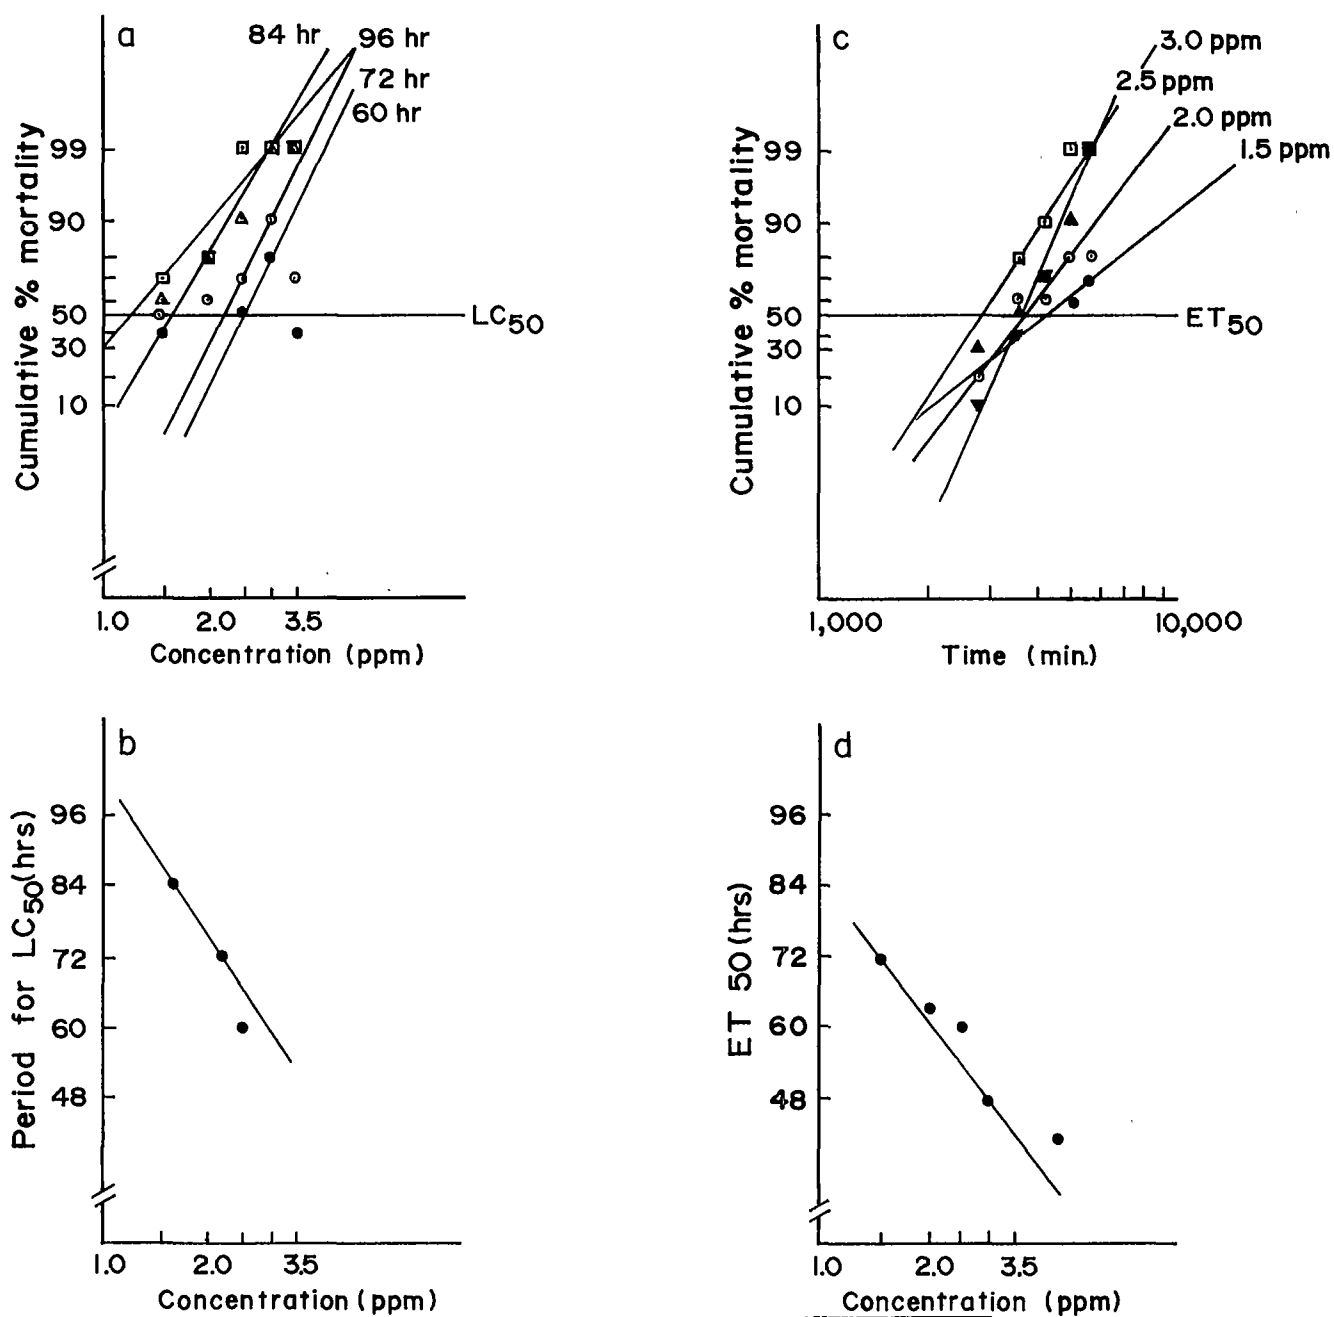 a
84 hr
96 hr
72 hr
60 hr
99
90
50
30
10
LC50
Cumulative % mortality
1.0
2.0
3.5
Concentration (ppm)
c
3.0 ppm
2.5 ppm
2.0 ppm
1.5 ppm
99
90
50
30
10
ET50
Cumulative % mortality
1,000
10,000
Time (min.)
b
96
84
72
60
48
Period for LC50 (hrs)
1.0
2.0
3.5
Concentration (ppm)
d
96
84
72
60
48
ET 50 (hrs)
1.0
2.0
3.5
Concentration (ppm)